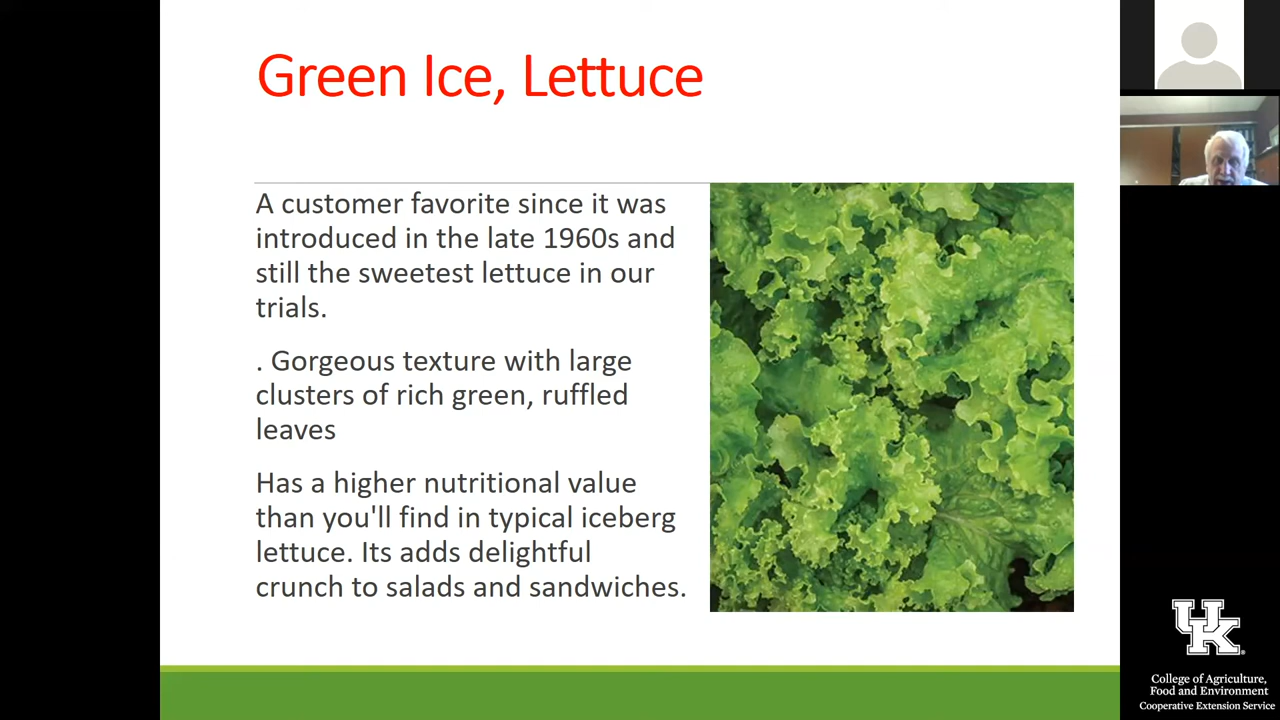 Green Ice, Lettuce
A customer favorite since it was
introduced in the late 1960s and
still the sweetest lettuce in our
trials.
. Gorgeous texture with large
clusters of rich green, ruffled
leaves
Has a higher nutritional value
than you'll find in typical iceberg
lettuce. Its adds delightful
crunch to salads and sandwiches.
UK
College of Agriculture,
Food and Environment
Cooperative Extension Service